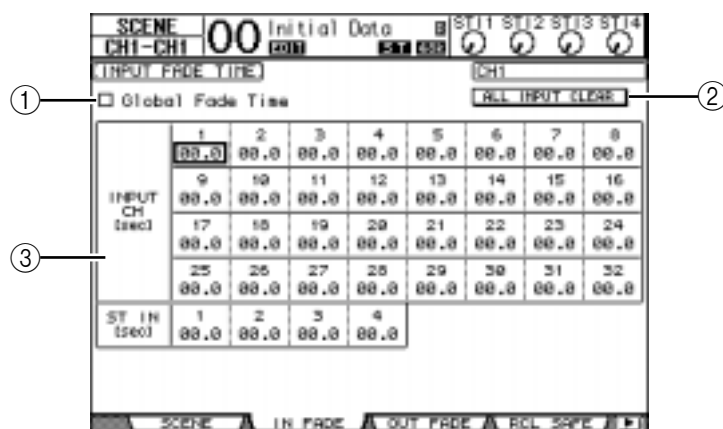 SCENE
CH1-CH1
00
Initial Data
EDIT
ST
ST11 ST12 ST13 ST14
INPUT FADE TIME
CH1
① □ Global Fade Time
ALL INPUT CLEAR ②
1 2 3 4 5 6 7 8
00.0 00.0 00.0 00.0 00.0 00.0 00.0 00.0
9 10 11 12 13 14 15 16
INPUT CH [sec] 00.0 00.0 00.0 00.0 00.0 00.0 00.0 00.0
17 18 19 20 21 22 23 24
00.0 00.0 00.0 00.0 00.0 00.0 00.0 00.0
③
25 26 27 28 29 30 31 32
00.0 00.0 00.0 00.0 00.0 00.0 00.0 00.0
ST IN [sec]
1 2 3 4
00.0 00.0 00.0 00.0
SCENE IN FADE OUT FADE RCL SAFE